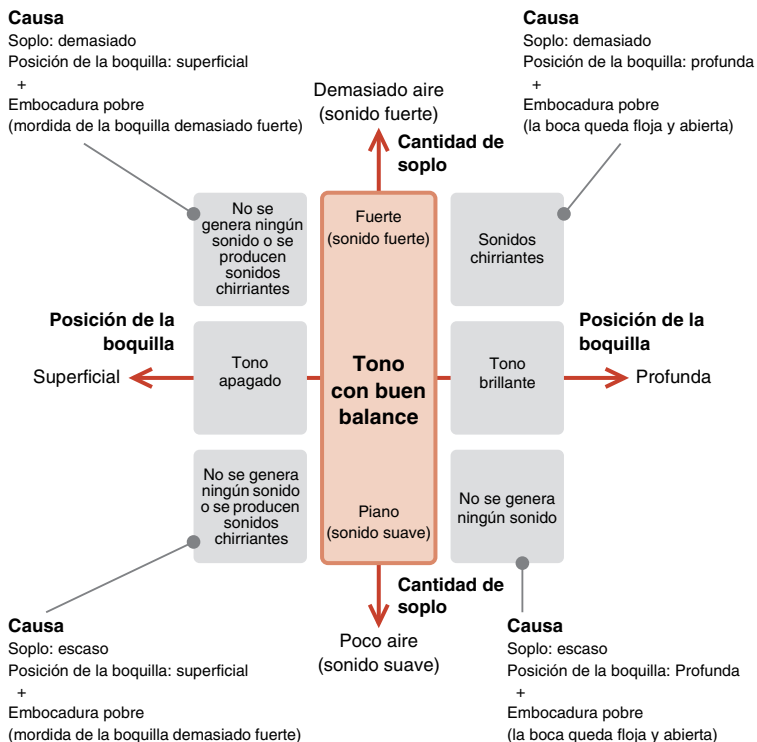 Causa
Soplo: demasiado
Posición de la boquilla: superficial
+
Embocadura pobre
(mordida de la boquilla demasiado fuerte)
Causa
Soplo: demasiado
Posición de la boquilla: profunda
+
Embocadura pobre
(la boca queda floja y abierta)
Demasiado aire
(sonido fuerte)
Cantidad de
soplo
No se
genera ningún
sonido o se
producen
sonidos
chirriantes
Fuerte
(sonido fuerte)
Sonidos
chirriantes
Posición de la
boquilla
Superficial
Tono
apagado
Tono
con buen
balance
Tono
brillante
Posición de la
boquilla
Profunda
No se genera
ningún sonido
o se producen
sonidos
chirriantes
Piano
(sonido suave)
No se genera
ningún sonido
Cantidad de
soplo
Poco aire
(sonido suave)
Causa
Soplo: escaso
Posición de la boquilla: superficial
+
Embocadura pobre
(mordida de la boquilla demasiado fuerte)
Causa
Soplo: escaso
Posición de la boquilla: Profunda
+
Embocadura pobre
(la boca queda floja y abierta)